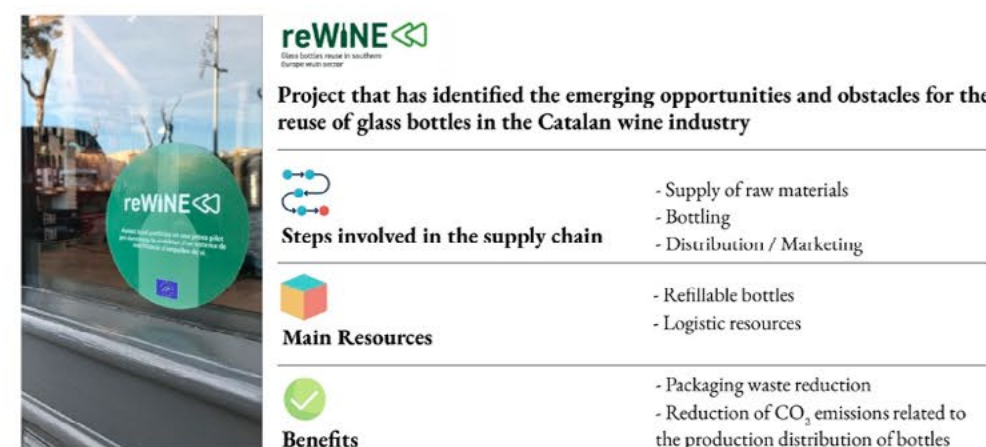 reWINE
Glass bottles reuse in southern
Europe wuin sector
Project that has identified the emerging opportunities and obstacles for the
reuse of glass bottles in the Catalan wine industry
reWINE
Steps involved in the supply chain
- Supply of raw materials
- Bottling
- Distribution / Marketing
Main Resources
- Refillable bottles
- Logistic resources
Benefits
- Packaging waste reduction
- Reduction of CO₂ emissions related to
the production distribution of bottles